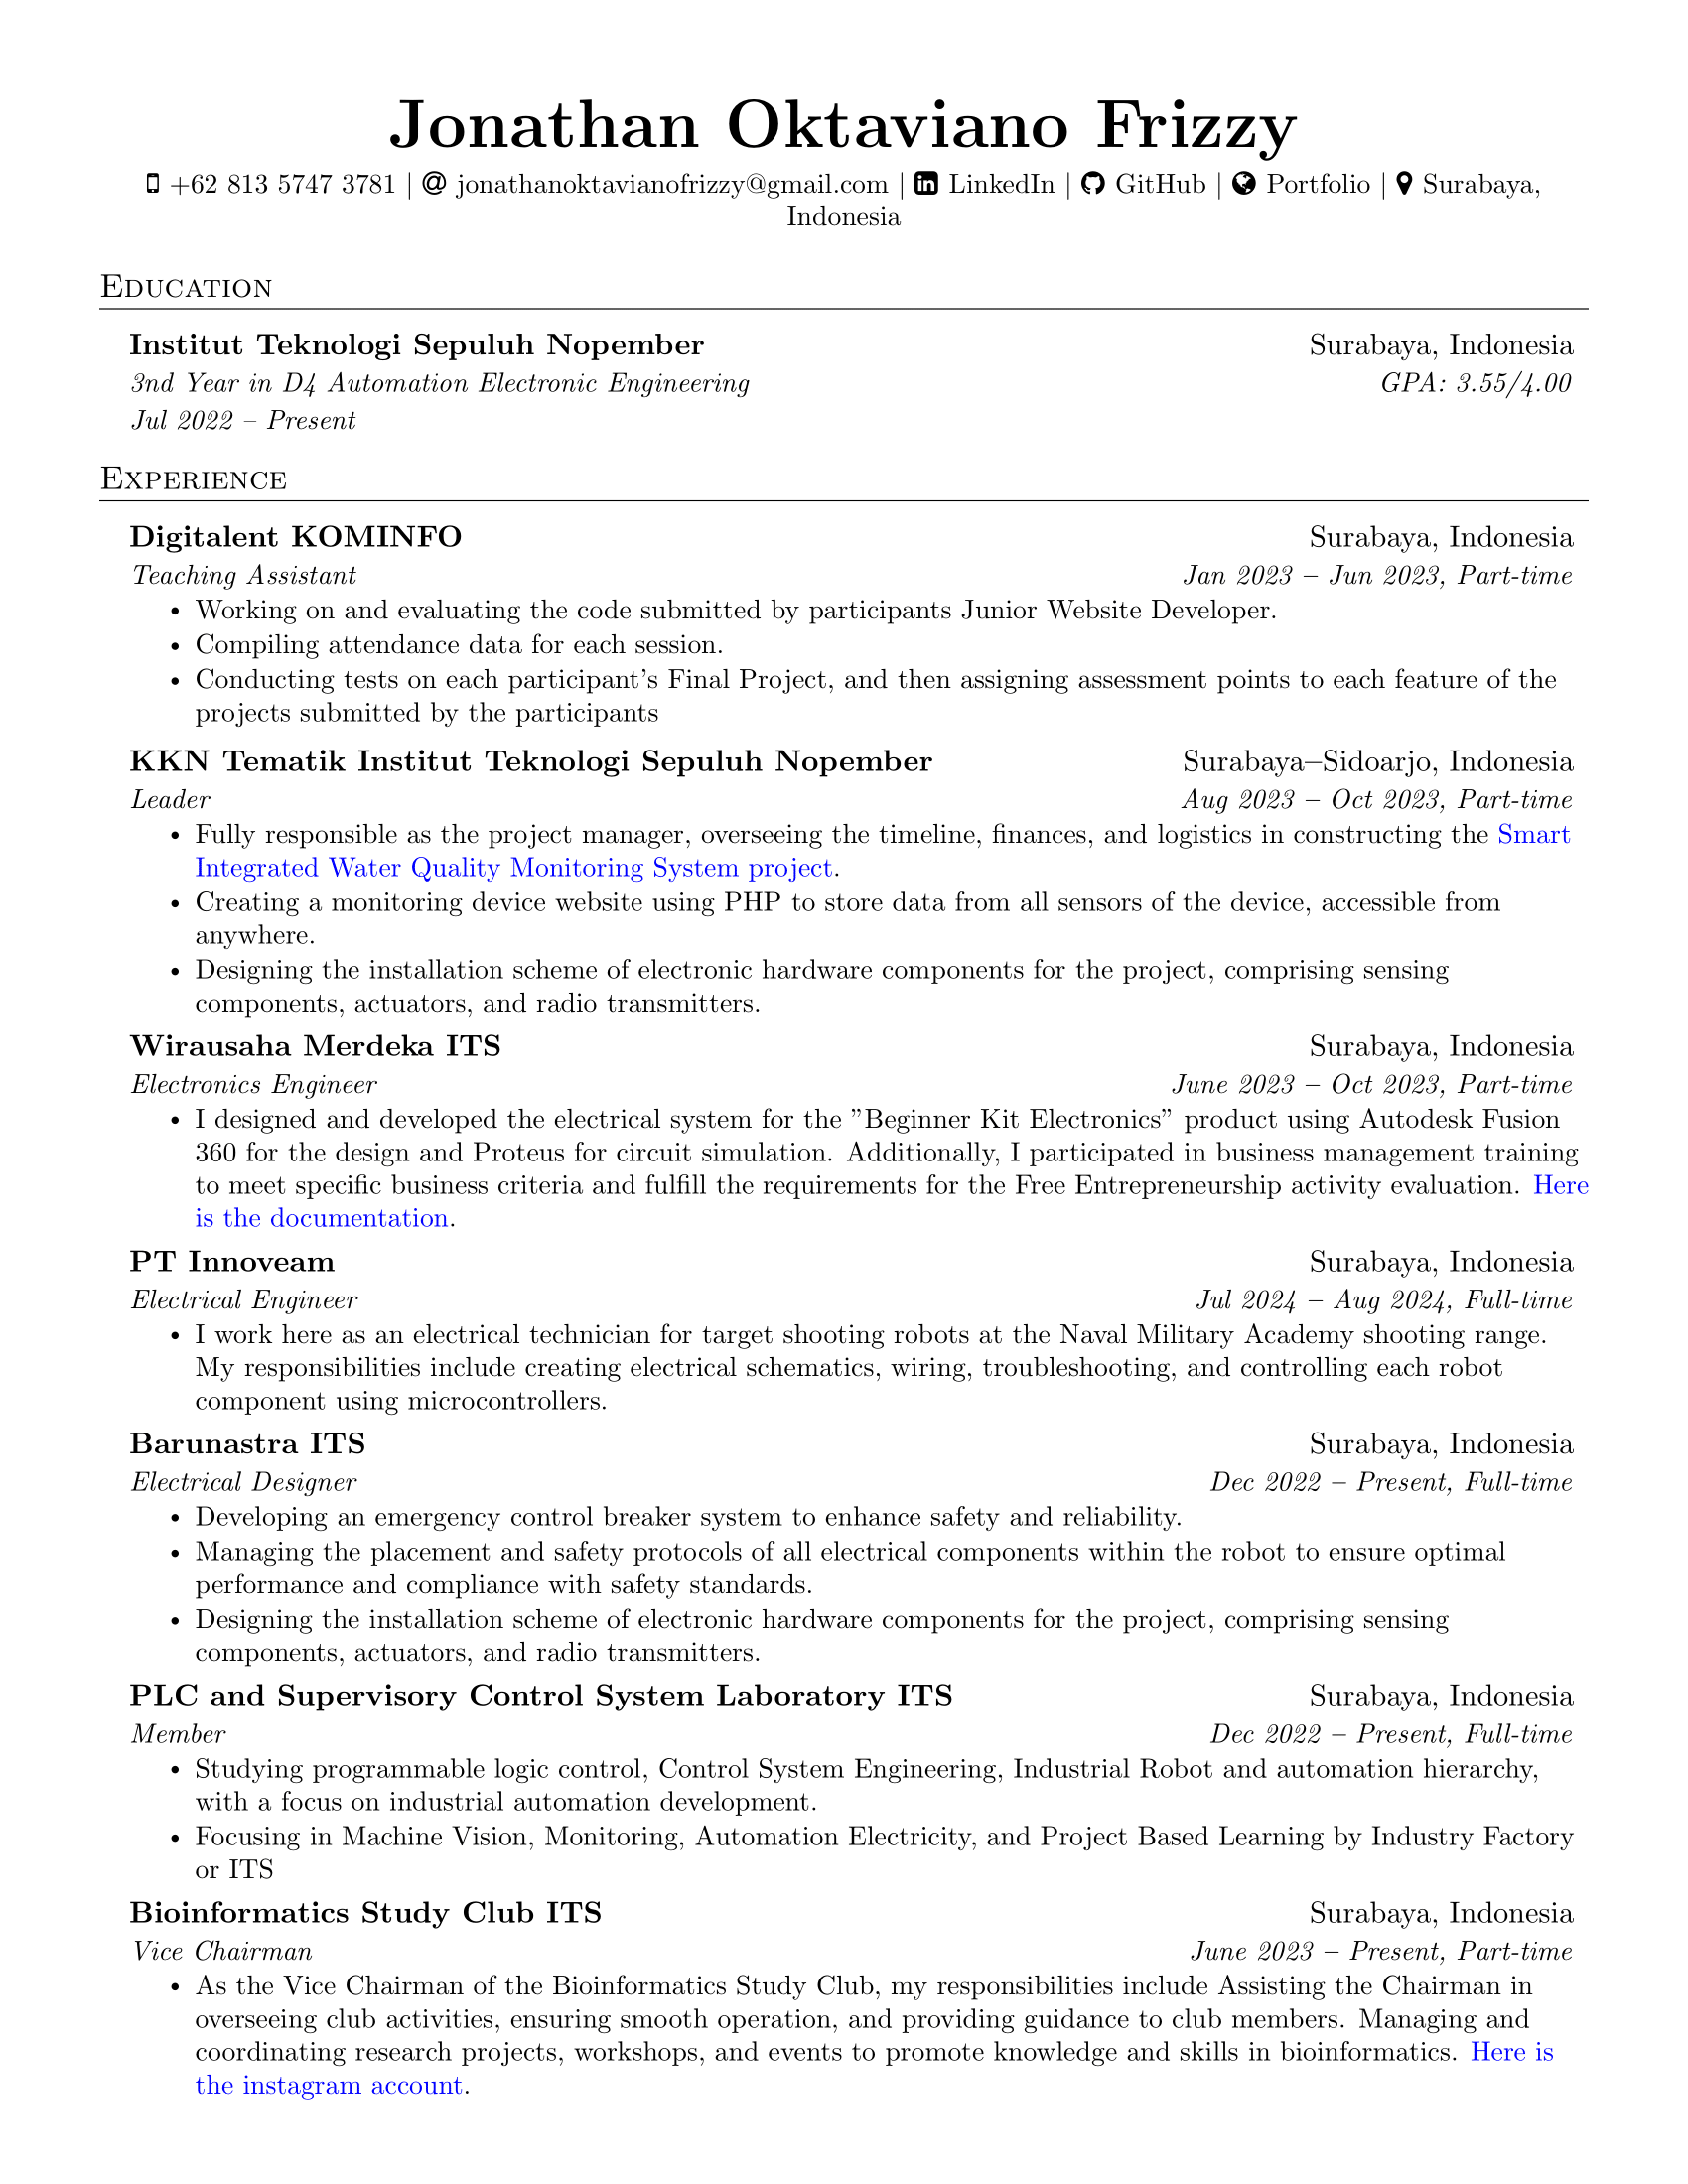 Jonathan Oktaviano Frizzy
+62 813 5747 3781 | jonathanoktavianofrizzy@gmail.com | LinkedIn | GitHub | Portfolio | Surabaya,
Indonesia
Education
Institut Teknologi Sepuluh Nopember Surabaya, Indonesia
3nd Year in D4 Automation Electronic Engineering GPA: 3.55/4.00
Jul 2022 – Present
Experience
Digitalent KOMINFO Surabaya, Indonesia
Teaching Assistant Jan 2023 – Jun 2023, Part-time
• Working on and evaluating the code submitted by participants Junior Website Developer.
• Compiling attendance data for each session.
• Conducting tests on each participant's Final Project, and then assigning assessment points to each feature of the
projects submitted by the participants
KKN Tematik Institut Teknologi Sepuluh Nopember Surabaya–Sidoarjo, Indonesia
Leader Aug 2023 – Oct 2023, Part-time
• Fully responsible as the project manager, overseeing the timeline, finances, and logistics in constructing the Smart
Integrated Water Quality Monitoring System project.
• Creating a monitoring device website using PHP to store data from all sensors of the device, accessible from
anywhere.
• Designing the installation scheme of electronic hardware components for the project, comprising sensing
components, actuators, and radio transmitters.
Wirausaha Merdeka ITS Surabaya, Indonesia
Electronics Engineer June 2023 – Oct 2023, Part-time
• I designed and developed the electrical system for the ”Beginner Kit Electronics” product using Autodesk Fusion
360 for the design and Proteus for circuit simulation. Additionally, I participated in business management training
to meet specific business criteria and fulfill the requirements for the Free Entrepreneurship activity evaluation. Here
is the documentation.
PT Innoveam Surabaya, Indonesia
Electrical Engineer Jul 2024 – Aug 2024, Full-time
• I work here as an electrical technician for target shooting robots at the Naval Military Academy shooting range.
My responsibilities include creating electrical schematics, wiring, troubleshooting, and controlling each robot
component using microcontrollers.
Barunastra ITS Surabaya, Indonesia
Electrical Designer Dec 2022 – Present, Full-time
• Developing an emergency control breaker system to enhance safety and reliability.
• Managing the placement and safety protocols of all electrical components within the robot to ensure optimal
performance and compliance with safety standards.
• Designing the installation scheme of electronic hardware components for the project, comprising sensing
components, actuators, and radio transmitters.
PLC and Supervisory Control System Laboratory ITS Surabaya, Indonesia
Member Dec 2022 – Present, Full-time
• Studying programmable logic control, Control System Engineering, Industrial Robot and automation hierarchy,
with a focus on industrial automation development.
• Focusing in Machine Vision, Monitoring, Automation Electricity, and Project Based Learning by Industry Factory
or ITS
Bioinformatics Study Club ITS Surabaya, Indonesia
Vice Chairman June 2023 – Present, Part-time
• As the Vice Chairman of the Bioinformatics Study Club, my responsibilities include Assisting the Chairman in
overseeing club activities, ensuring smooth operation, and providing guidance to club members. Managing and
coordinating research projects, workshops, and events to promote knowledge and skills in bioinformatics. Here is
the instagram account.